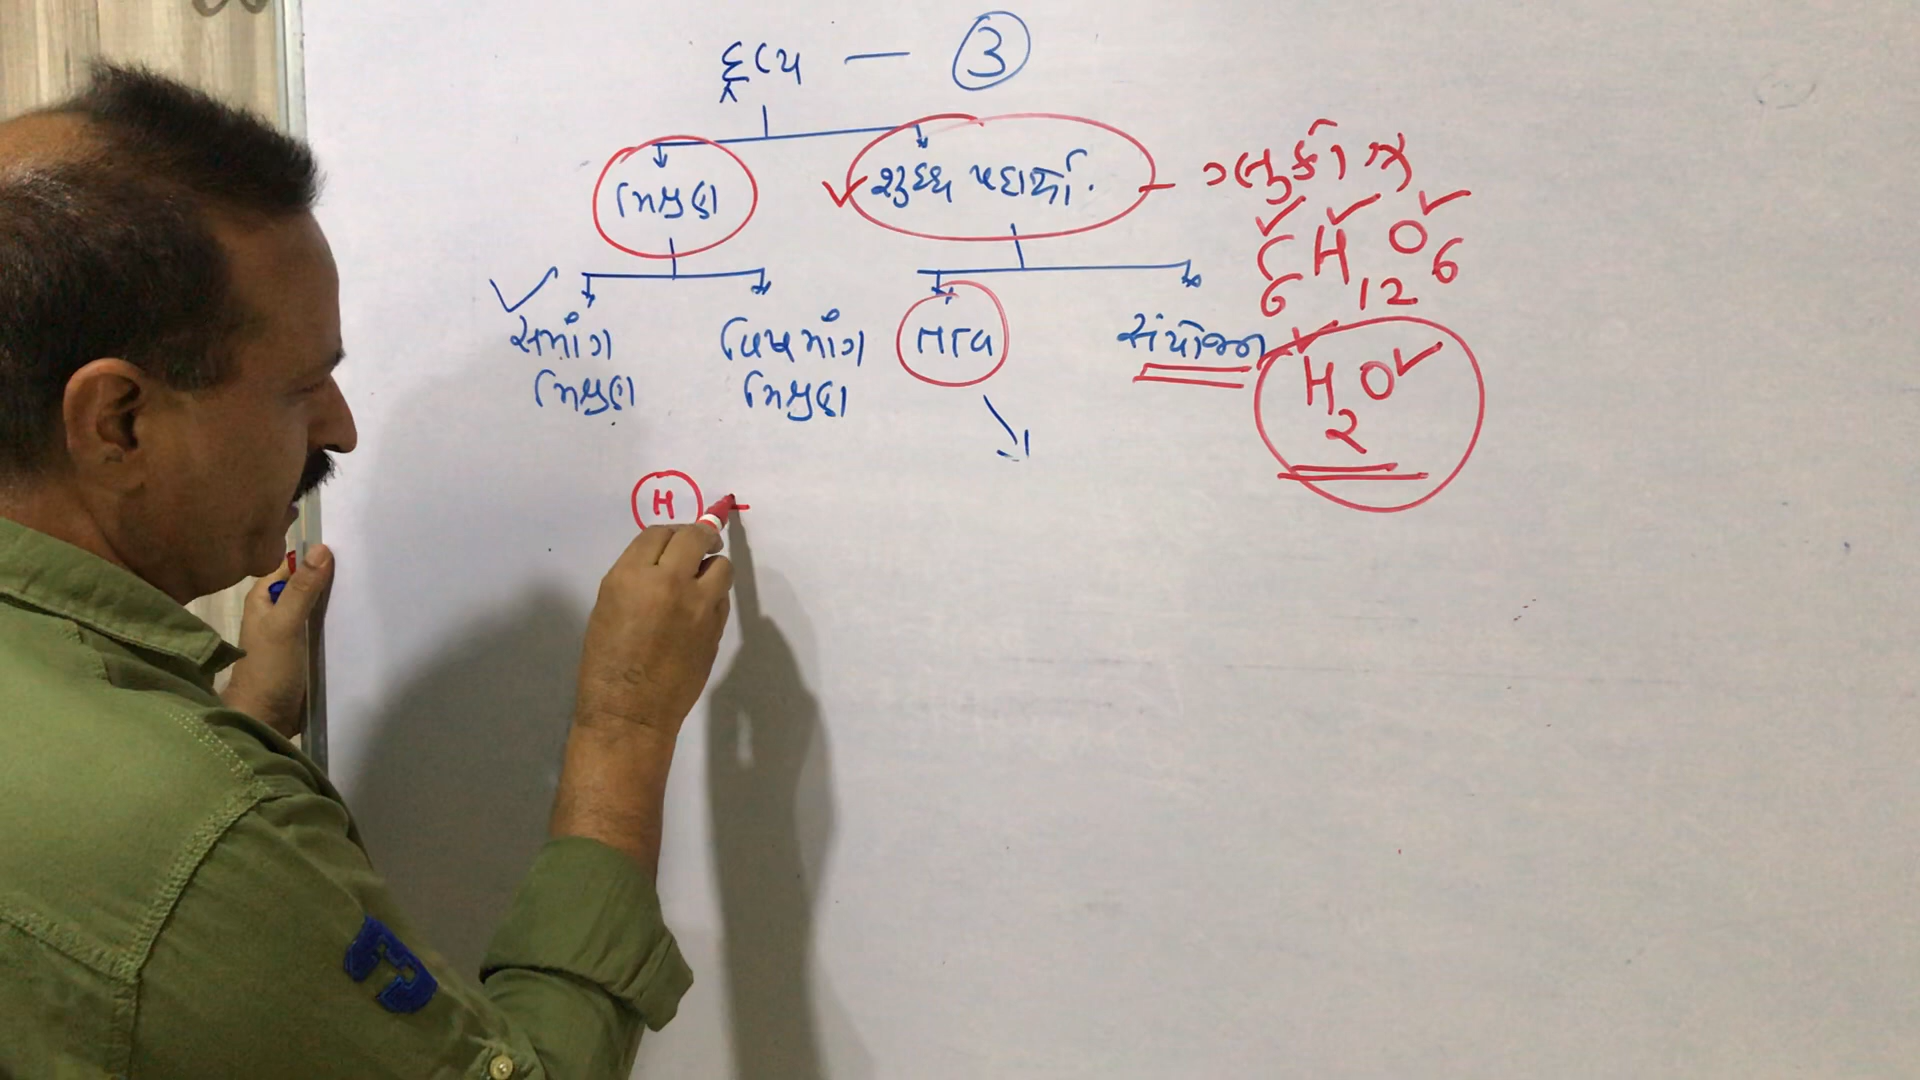 દ્રવ્ય — 3
મિશ્રણ
શુદ્ધ પદાર્થો.
સમાંગ મિશ્રણ
વિષમાંગ મિશ્રણ
તત્વ
સંયોજન
ગ્લુકોઝ
C6H12O6
H2O
H